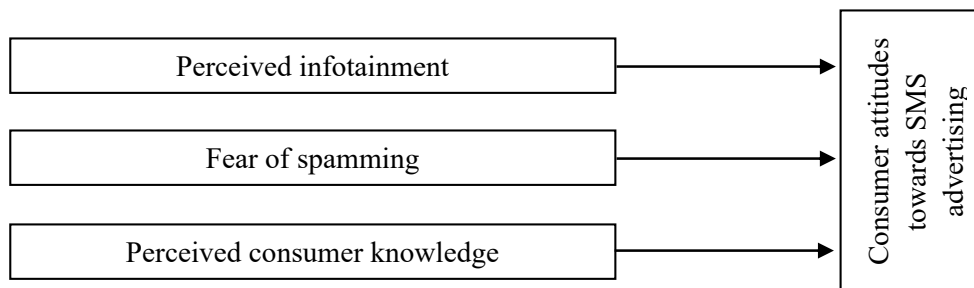 Perceived infotainment
Fear of spamming
Perceived consumer knowledge
Consumer attitudes
towards SMS
advertising